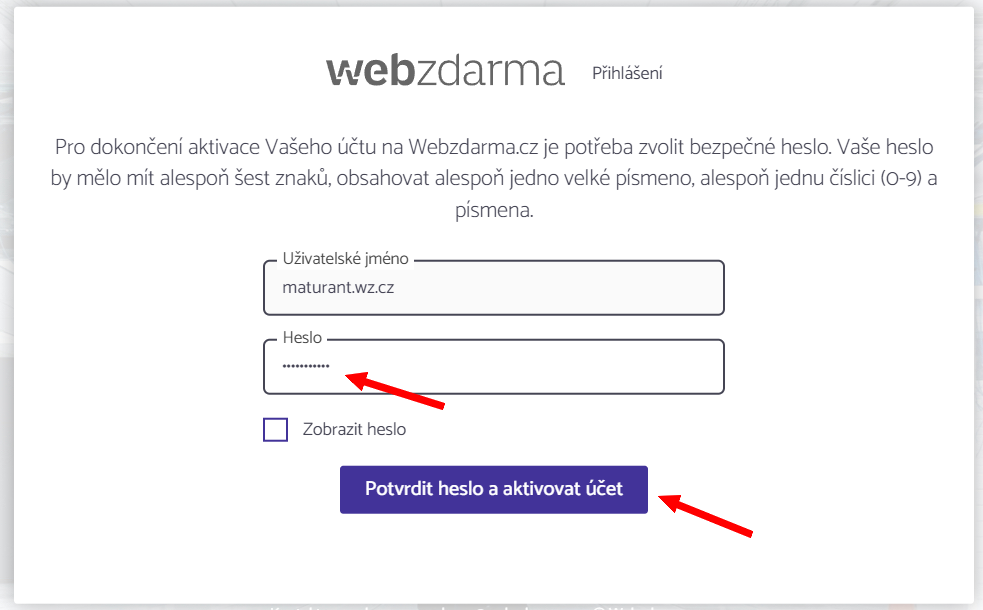 webzdarma Přihlášení
Pro dokončení aktivace Vašeho účtu na Webzdarma.cz je potřeba zvolit bezpečné heslo. Vaše heslo
by mělo mít alespoň šest znaků, obsahovat alespoň jedno velké písmeno, alespoň jednu číslici (0-9) a
písmena.
Uživatelské jméno
maturant.wz.cz
Heslo
•••••••••••
Zobrazit heslo
Potvrdit heslo a aktivovat účet